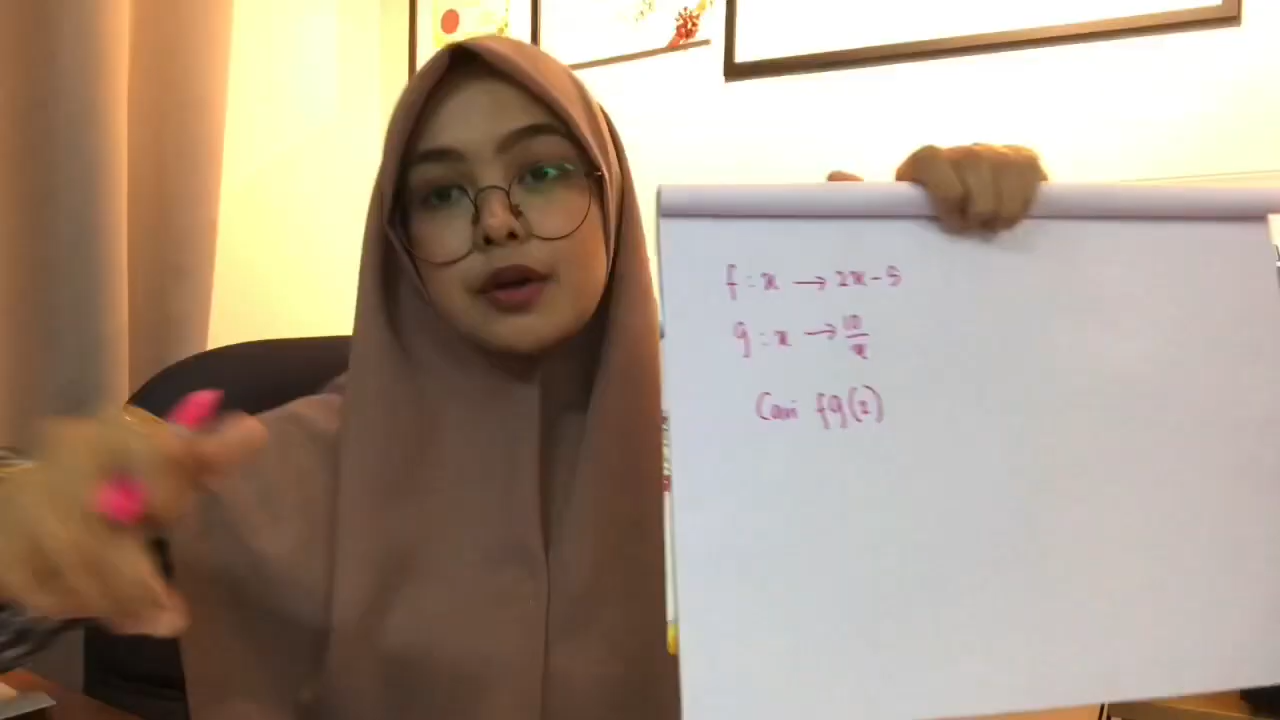 f : x → 2x - 5
g : x → 10/x
Cari fg(2)